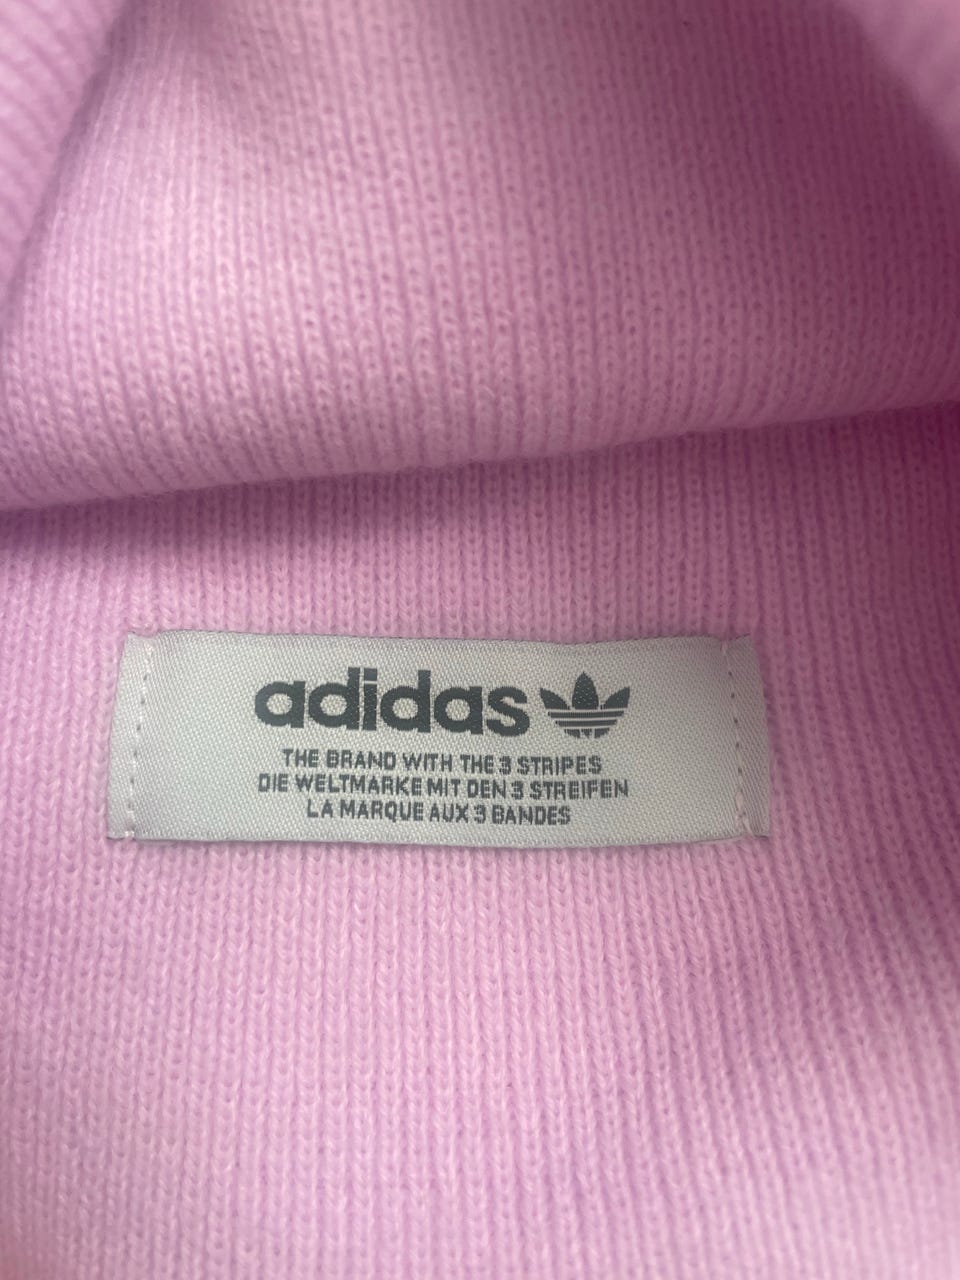 adidas
THE BRAND WITH THE 3 STRIPES
DIE WELTMARKE MIT DEN 3 STREIFEN
LA MARQUE AUX 3 BANDES